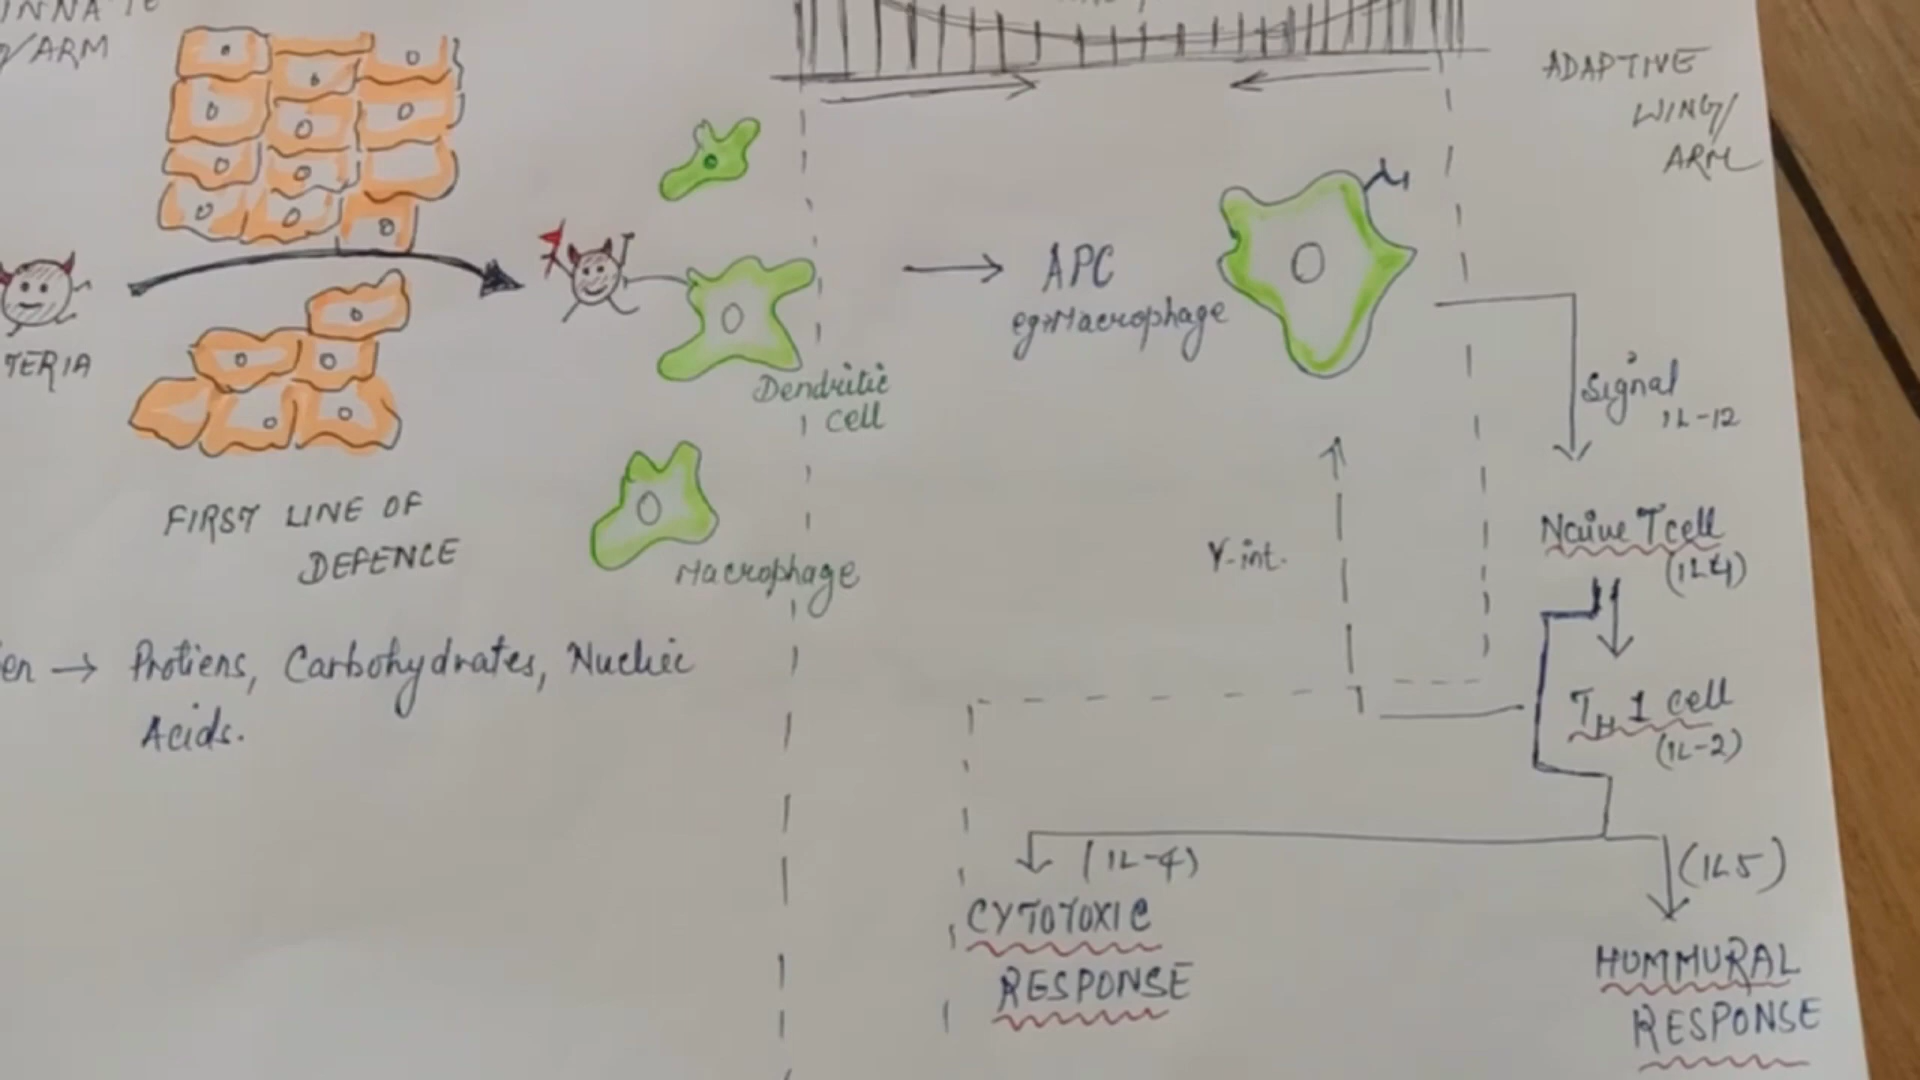 INNATE
/ARM
ADAPTIVE
WING/
ARM
TERIA
APC
eg→Macrophage
Dendritic
cell
Signal
IL-12
FIRST LINE OF
DEFENCE
Macrophage
γ-int.
Naive T cell
(IL4)
en → Protiens, Carbohydrates, Nucleic
Acids.
TH 1 cell
(IL-2)
(IL-4)
(IL5)
CYTOTOXIC
RESPONSE
HUMMURAL
RESPONSE